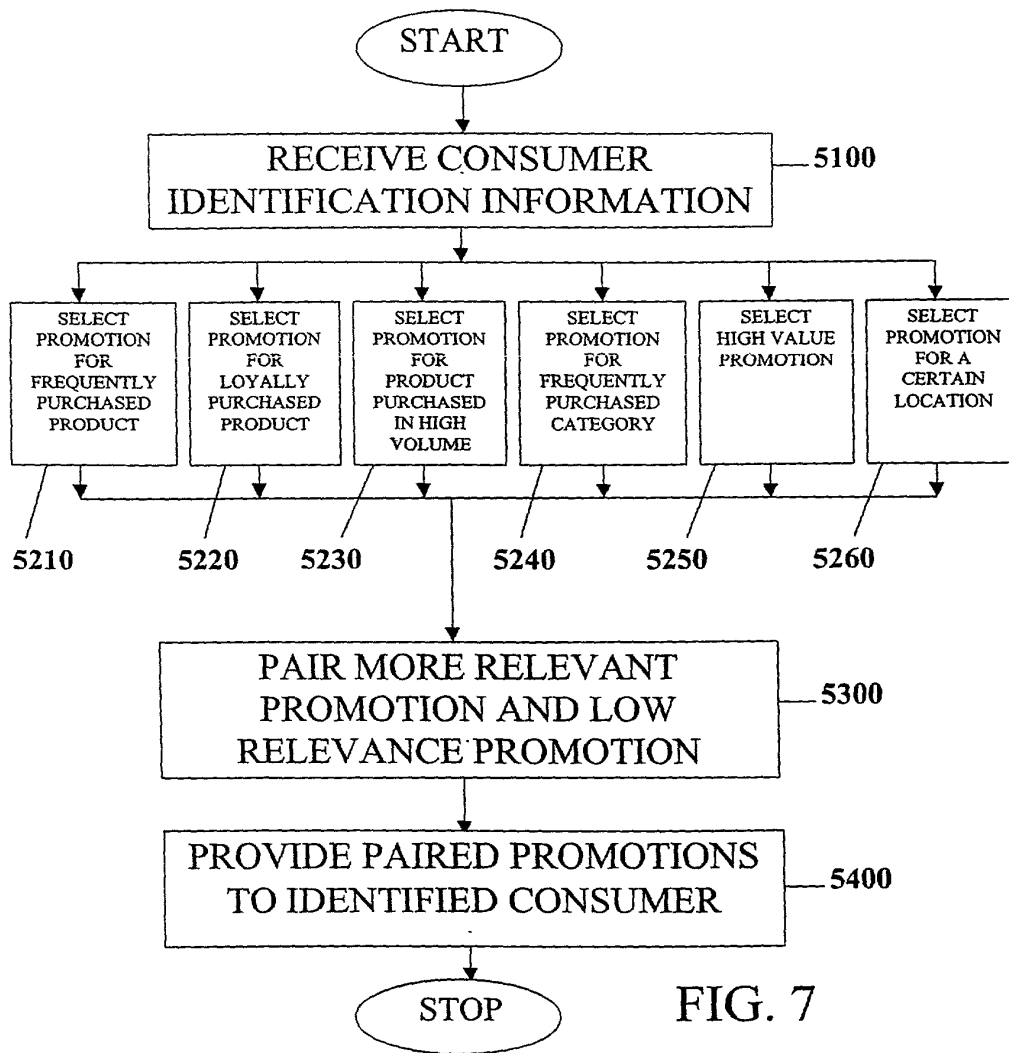 START
RECEIVE CONSUMER
IDENTIFICATION INFORMATION
5100
SELECT
PROMOTION
FOR
FREQUENTLY
PURCHASED
PRODUCT
SELECT
PROMOTION
FOR
LOYALLY
PURCHASED
PRODUCT
SELECT
PROMOTION
FOR
PRODUCT
PURCHASED
IN HIGH
VOLUME
SELECT
PROMOTION
FOR
FREQUENTLY
PURCHASED
CATEGORY
SELECT
HIGH VALUE
PROMOTION
SELECT
PROMOTION
FOR A
CERTAIN
LOCATION
5210
5220
5230
5240
5250
5260
PAIR MORE RELEVANT
PROMOTION AND LOW
RELEVANCE PROMOTION
5300
PROVIDE PAIRED PROMOTIONS
TO IDENTIFIED CONSUMER
5400
STOP
FIG. 7